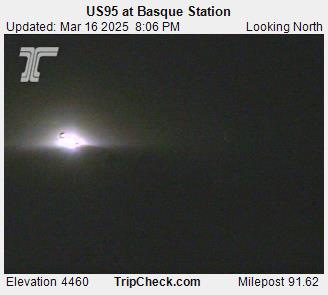 US95 at Basque Station
Updated: Mar 16 2025 8:06 PM Looking North
Elevation 4460 TripCheck.com Milepost 91.62